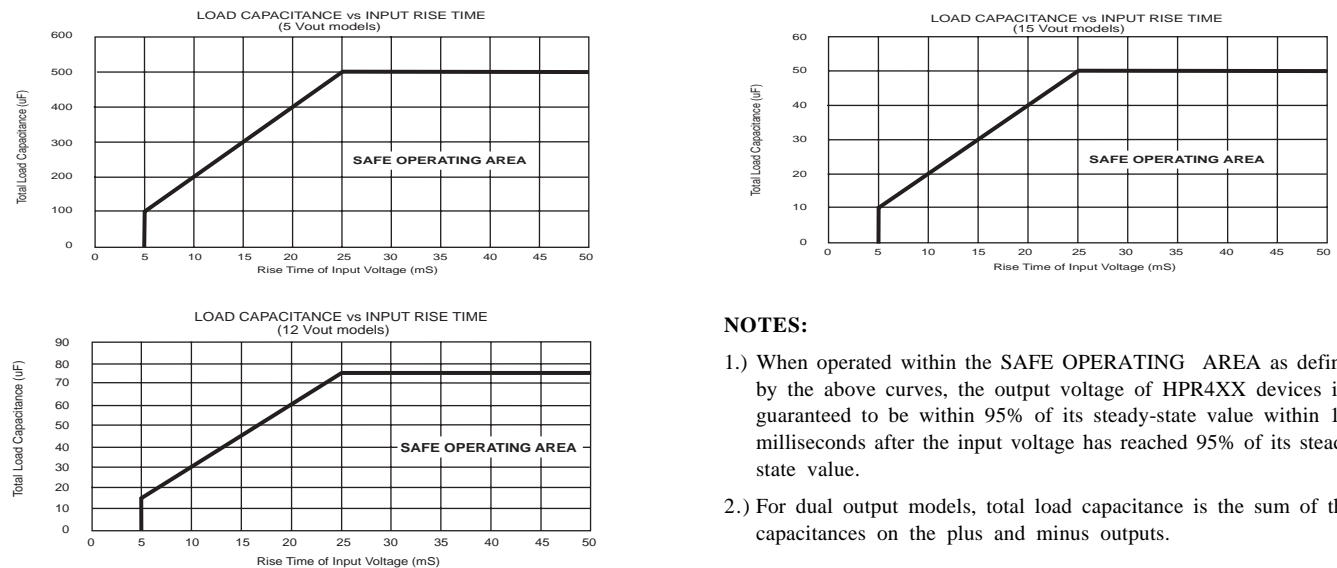 LOAD CAPACITANCE vs INPUT RISE TIME
(5 Vout models)
600
500
400
300
200
100
0
Total Load Capacitance (uF)
SAFE OPERATING AREA
0 5 10 15 20 25 30 35 40 45 50
Rise Time of Input Voltage (mS)
LOAD CAPACITANCE vs INPUT RISE TIME
(15 Vout models)
60
50
40
30
20
10
0
Total Load Capacitance (uF)
SAFE OPERATING AREA
0 5 10 15 20 25 30 35 40 45 50
Rise Time of Input Voltage (mS)
LOAD CAPACITANCE vs INPUT RISE TIME
(12 Vout models)
90
80
70
60
50
40
30
20
10
0
Total Load Capacitance (uF)
SAFE OPERATING AREA
0 5 10 15 20 25 30 35 40 45 50
Rise Time of Input Voltage (mS)
NOTES:
1.) When operated within the SAFE OPERATING AREA as
by the above curves, the output voltage of HPR4XX devices
guaranteed to be within 95% of its steady-state value within
milliseconds after the input voltage has reached 95% of its
state value.
2.) For dual output models, total load capacitance is the sum of
capacitances on the plus and minus outputs.